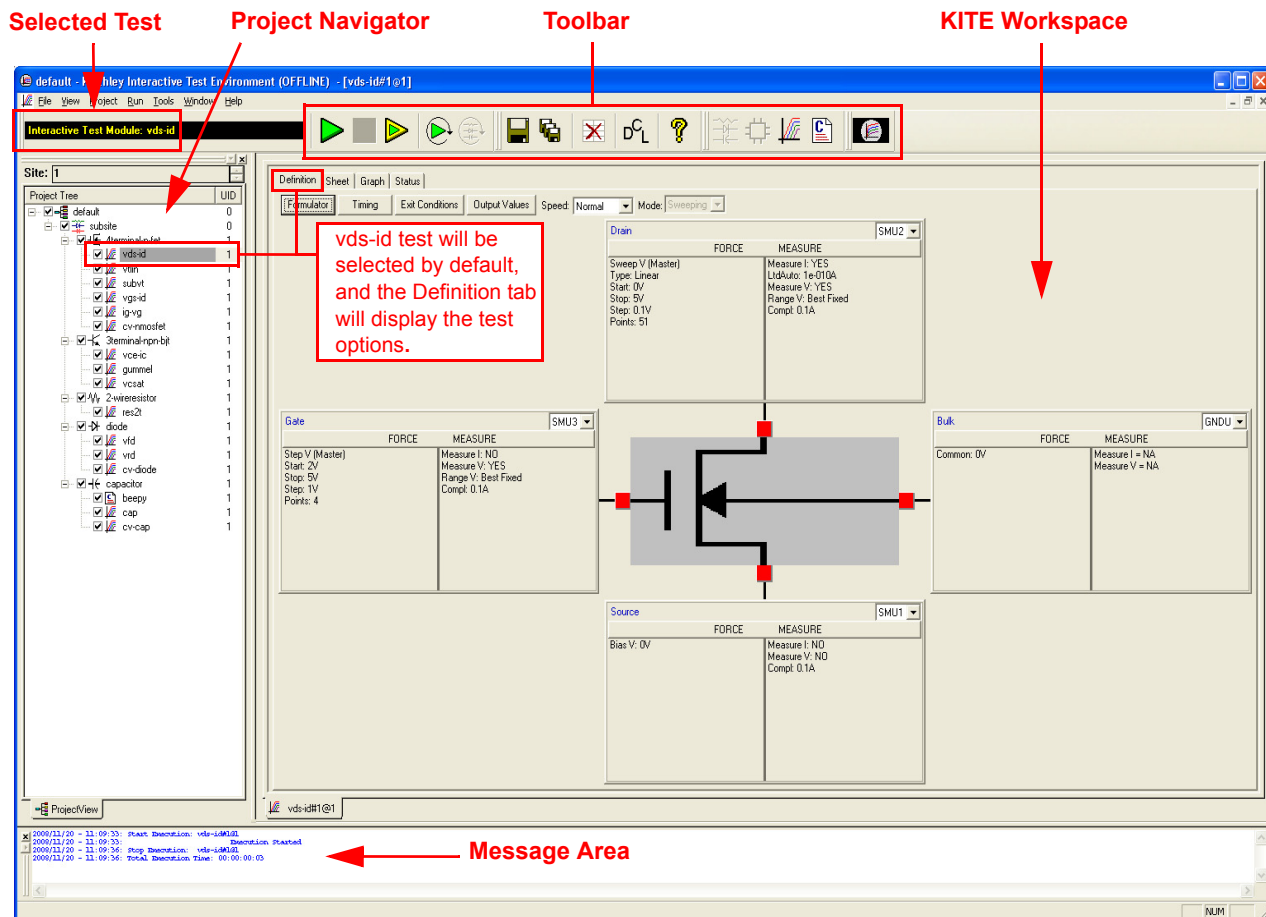 Selected Test
Project Navigator
Toolbar
KITE Workspace
default - K hley Interactive Test Environment (OFFLINE) - [vds-id#1@1]
File View Project Run Tools Window Help
Interactive Test Module: vds-id
Site: 1
Project Tree UID
default 0
subsite 0
4terminal-n-fet 1
vds-id 1
vtlin 1
subvt 1
vgs-id 1
ig-vg 1
cv-nmosfet 1
3terminal-npn-bjt 1
vce-ic 1
gummel 1
vcsat 1
2-wireresistor 1
res2t 1
diode 1
vfd 1
vrd 1
cv-diode 1
capacitor 1
beepy 1
cap 1
cv-cap 1
ProjectView
Definition Sheet Graph Status
Formulator Timing Exit Conditions Output Values Speed: Normal Mode: Sweeping
vds-id test will be
selected by default,
and the Definition tab
will display the test
options.
Drain SMU2
FORCE MEASURE
Sweep V (Master) Measure I: YES
Type: Linear LtdAuto: 1e-010A
Start: 0V Measure V: YES
Stop: 5V Range V: Best Fixed
Step: 0.1V Compl: 0.1A
Points: 51
Gate SMU3
FORCE MEASURE
Step V (Master) Measure I: NO
Start: 2V Measure V: YES
Stop: 5V Range V: Best Fixed
Step: 1V Compl: 0.1A
Points: 4
Bulk GNDU
FORCE MEASURE
Common: 0V Measure I = NA
Measure V = NA
Source SMU1
FORCE MEASURE
Bias V: 0V Measure I: NO
Measure V: NO
Compl: 0.1A
vds-id#1@1
2008/11/20 - 11:09:33: Start Execution: vds-id#1@1
2008/11/20 - 11:09:33: Execution Started
2008/11/20 - 11:09:36: Stop Execution: vds-id#1@1
2008/11/20 - 11:09:36: Total Execution Time: 00:00:00:03
Message Area
NUM